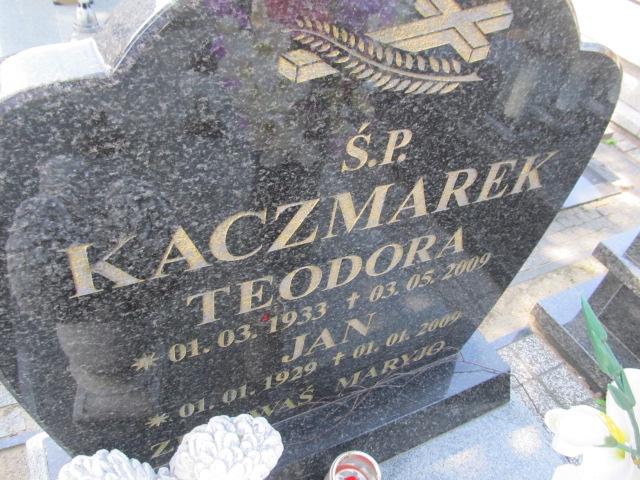 Ś.P.
KACZMAREK
TEODORA
* 01. 03. 1933 † 03. 05. 2009
JAN
* 01. 01. 1929 † 01. 01. 2009
MARYJO